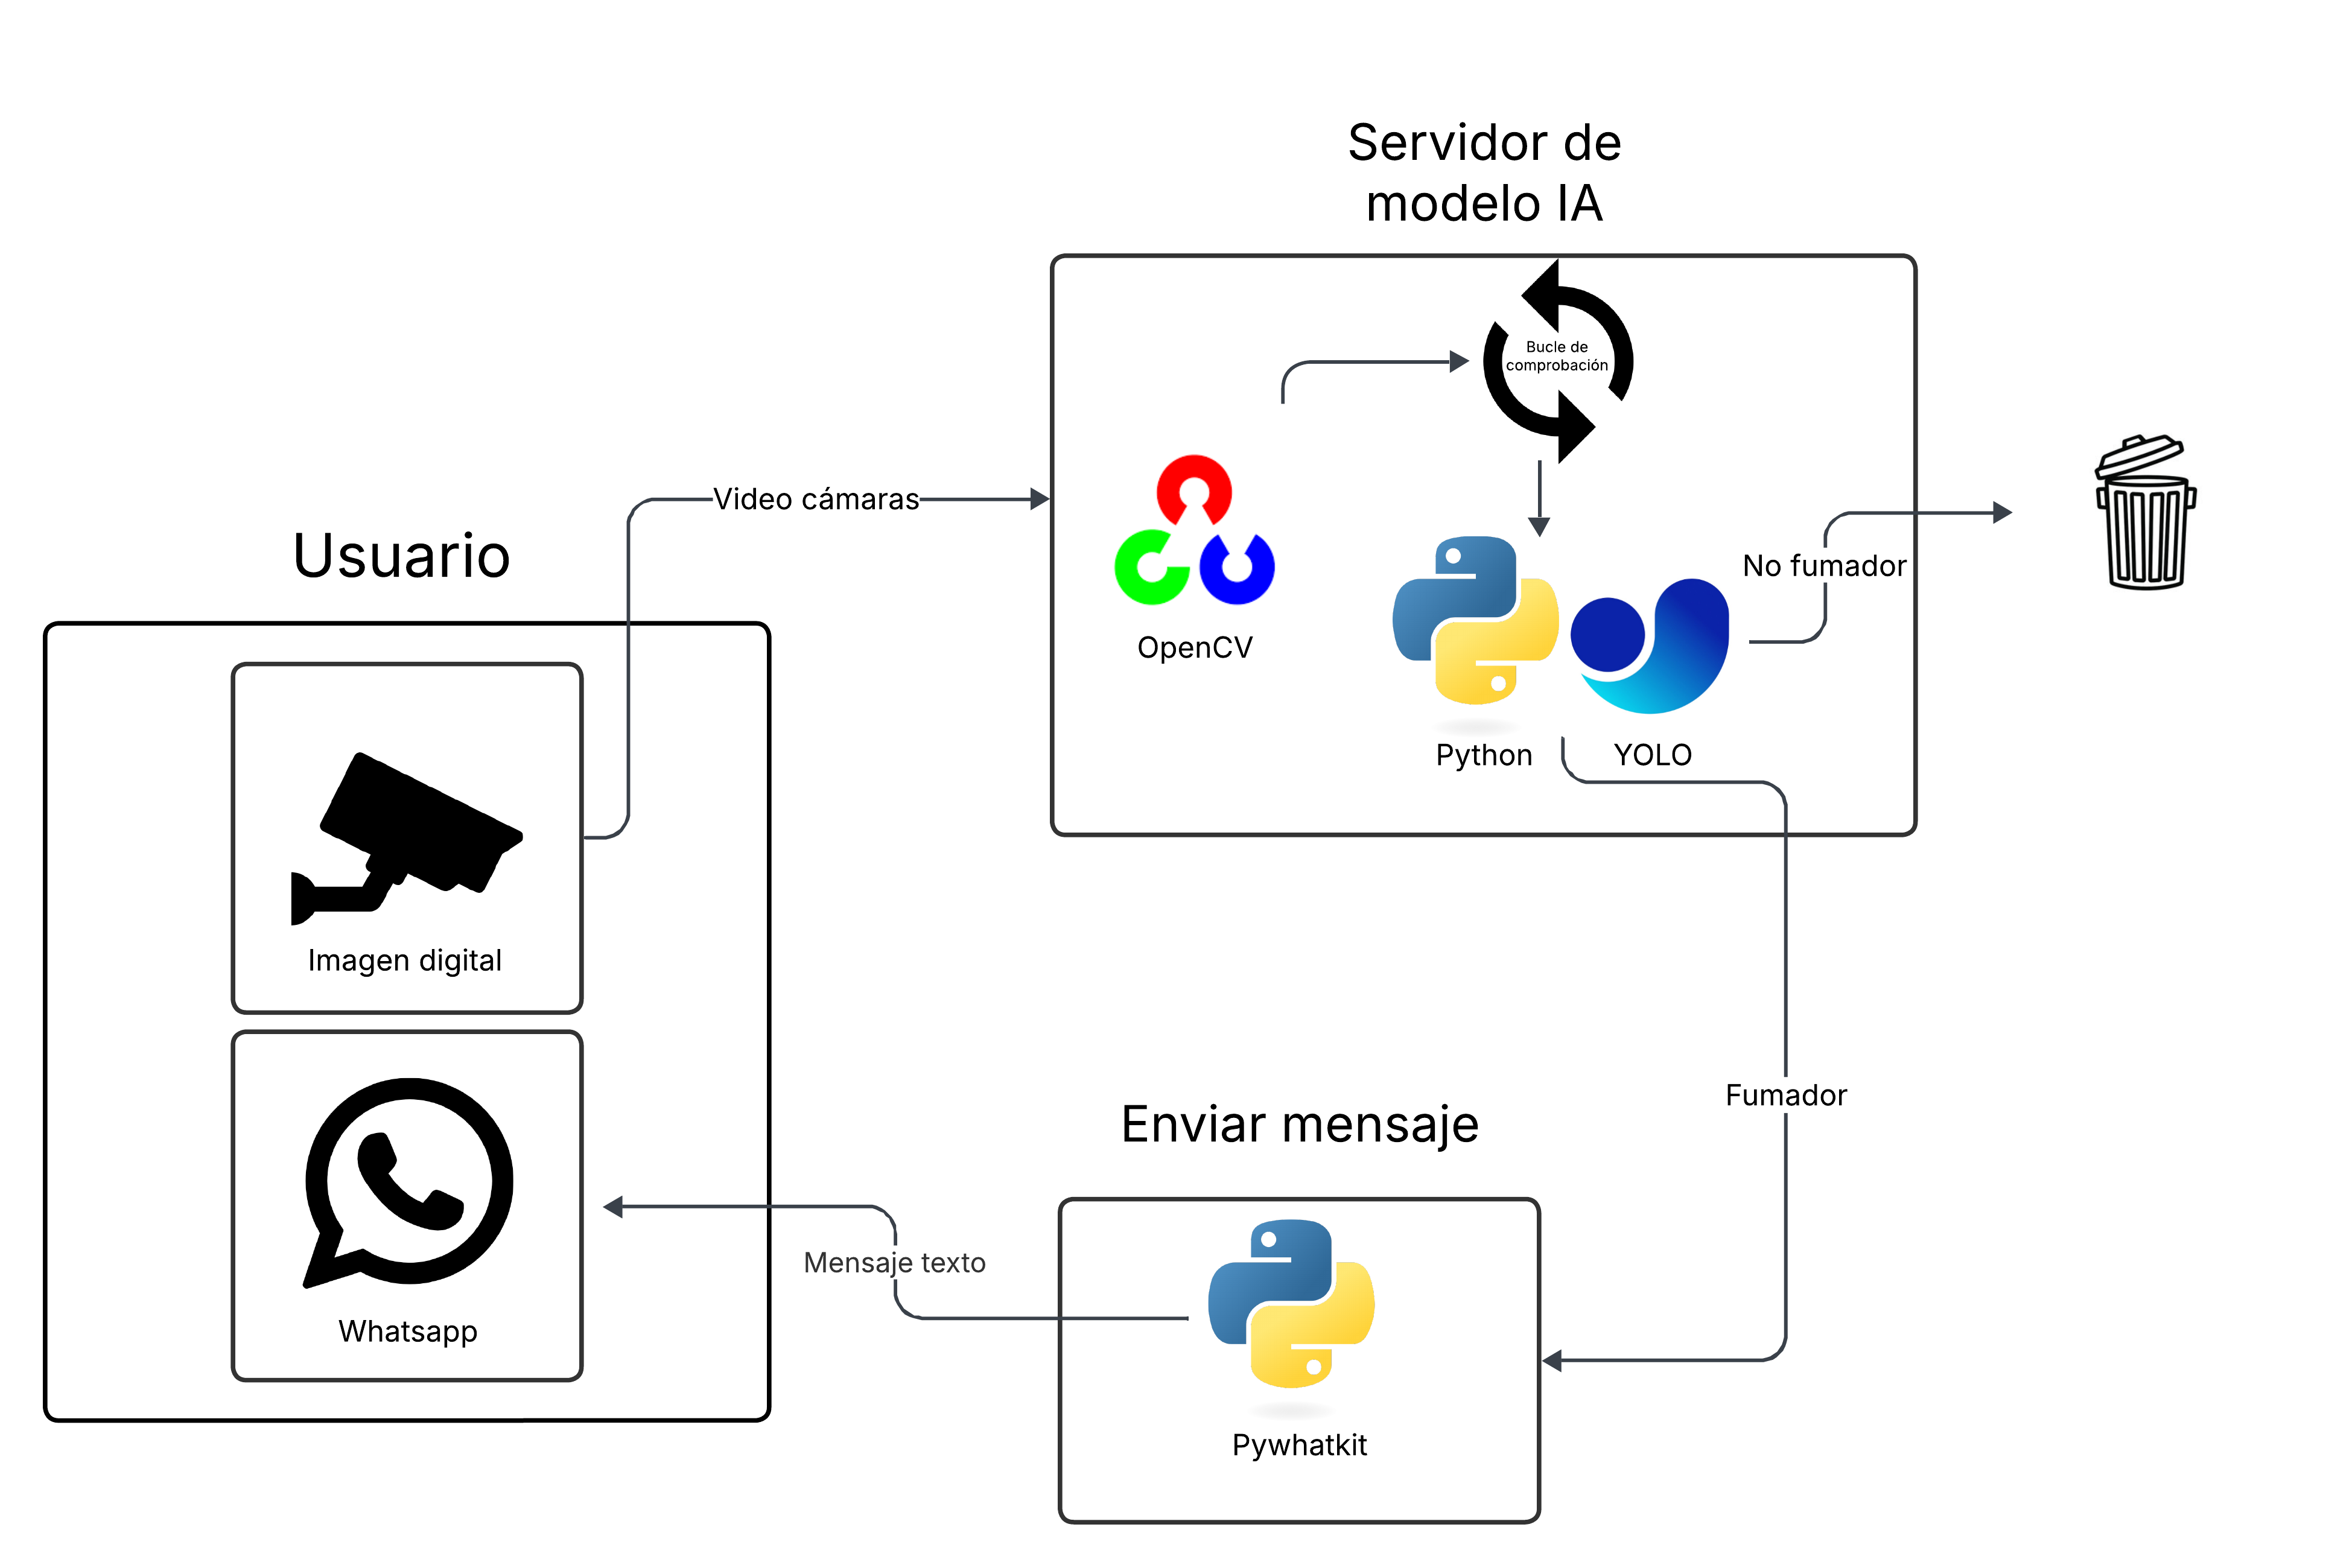 Servidor de
modelo IA
Bucle de
comprobación
Video cámaras
Usuario
No fumador
OpenCV
Python
YOLO
Imagen digital
Fumador
Enviar mensaje
Mensaje texto
Whatsapp
Pywhatkit